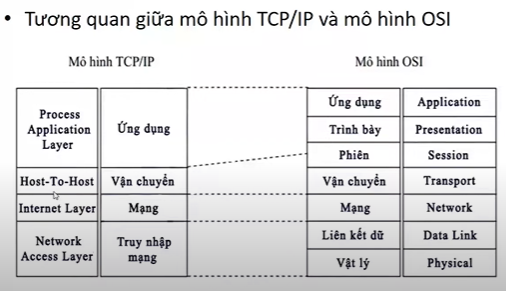 • Tương quan giữa mô hình TCP/IP và mô hình OSI
Mô hình TCP/IP
Mô hình OSI
Process
Application
Layer
Ứng dụng
Host-To-Host
Vận chuyển
Internet Layer
Mạng
Network
Access Layer
Truy nhập
mạng
Ứng dụng
Application
Trình bày
Presentation
Phiên
Session
Vận chuyển
Transport
Mạng
Network
Liên kết dữ
Data Link
Vật lý
Physical